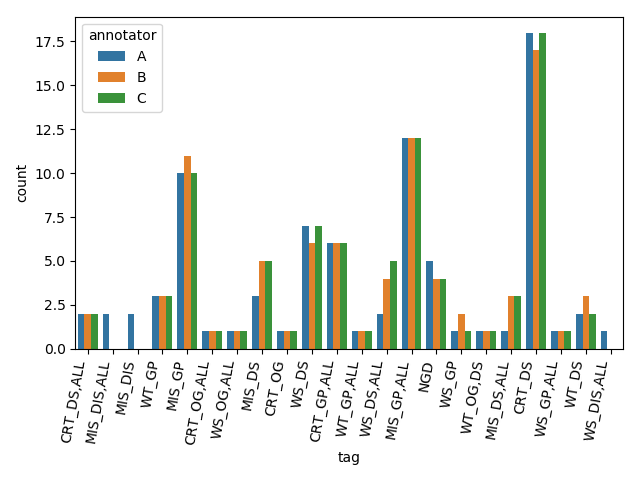 annotator
A
B
C
count
17.5
15.0
12.5
10.0
7.5
5.0
2.5
0.0
CRT_DS,ALL
MIS_DIS,ALL
MIS_DIS
WT_GP
MIS_GP
CRT_OG,ALL
WS_OG,ALL
MIS_DS
CRT_OG
WS_DS
CRT_GP,ALL
WT_GP,ALL
WS_DS,ALL
MIS_GP,ALL
NGD
WS_GP
WT_OG,DS
MIS_DS,ALL
CRT_DS
WS_GP,ALL
WT_DS
WS_DIS,ALL
tag